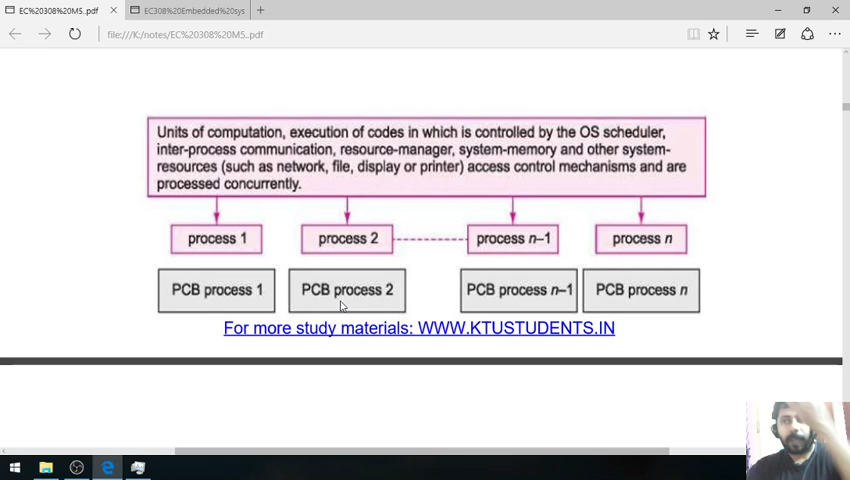 EC%20308%20M5..pdf
EC308%20Embedded%20sys
file:///K:/notes/EC%20308%20M5.pdf
Units of computation, execution of codes in which is controlled by the OS scheduler,
inter-process communication, resource-manager, system-memory and other system-
resources (such as network, file, display or printer) access control mechanisms and are
processed concurrently.
process 1
process 2
process n–1
process n
PCB process 1
PCB process 2
PCB process n–1
PCB process n
For more study materials: WWW.KTUSTUDENTS.IN